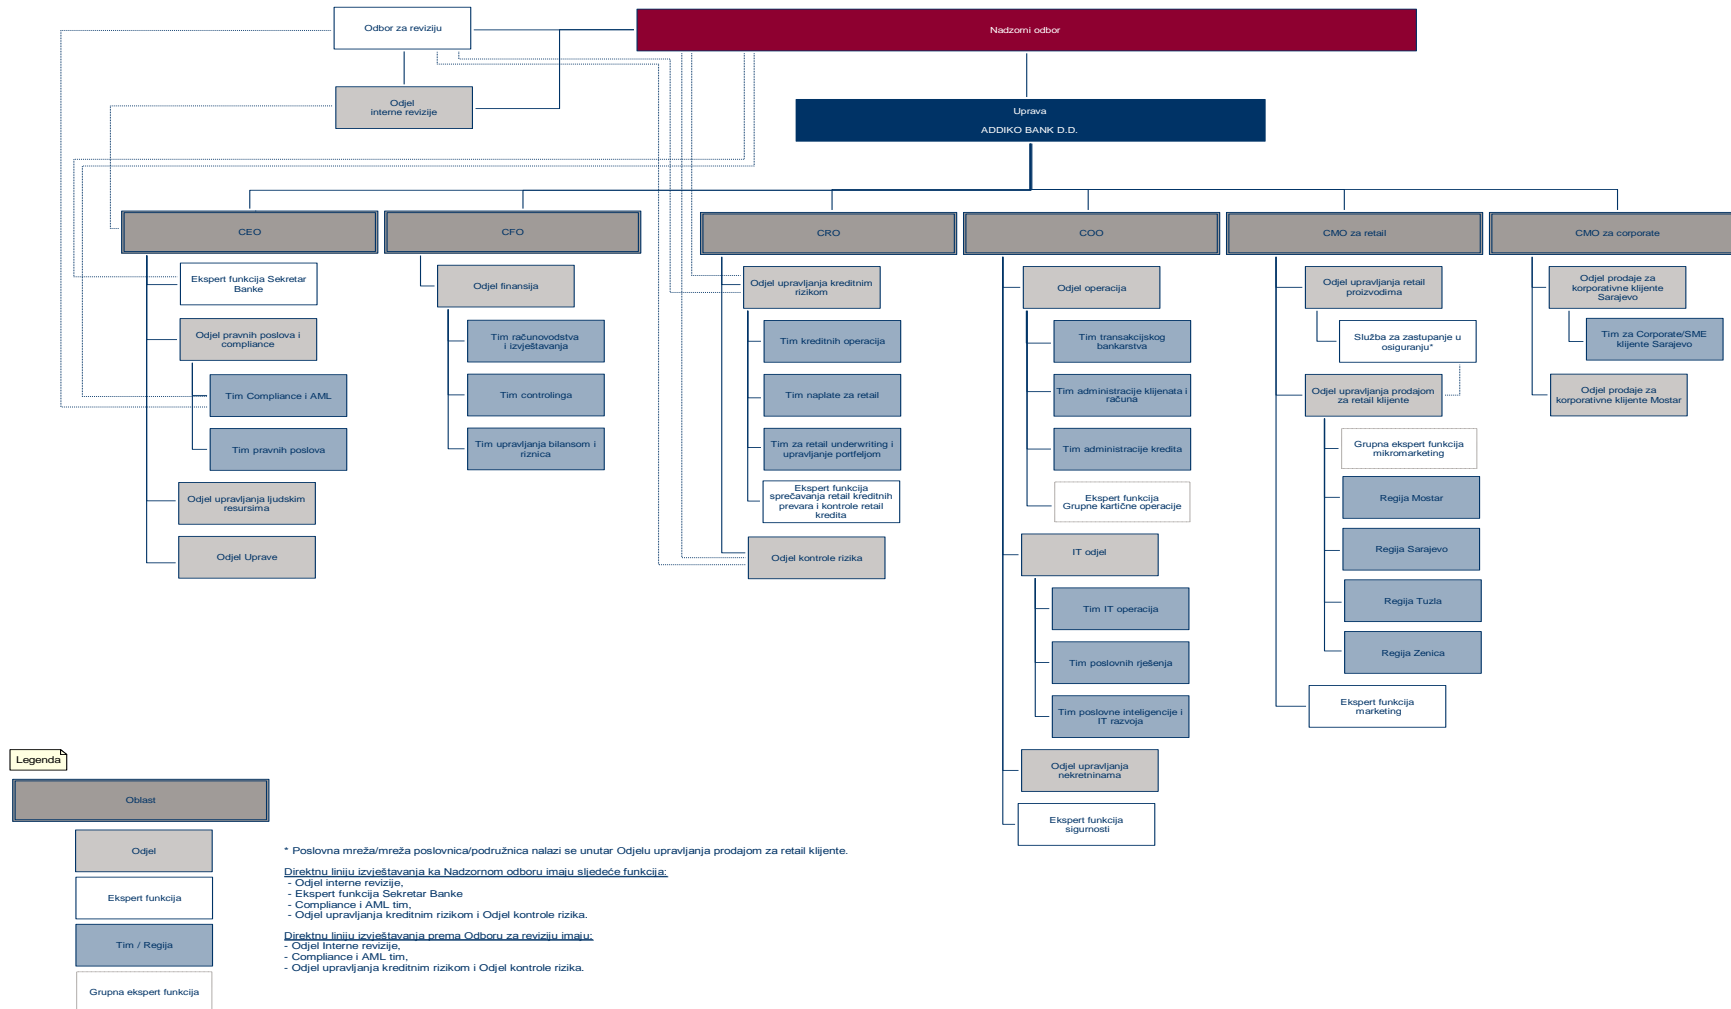 Odbor za reviziju
Nadzorni odbor
Odjel
interne revizije
Uprava
ADDIKO BANK D.D.
CEO
CFO
CRO
COO
CMO za retail
CMO za corporate
Ekspert funkcija Sekretar
Banke
Odjel pravnih poslova i
compliance
Tim Compliance i AML
Tim pravnih poslova
Odjel upravljanja ljudskim
resursima
Odjel Uprave
Odjel finansija
Tim računovodstva
i izvještavanja
Tim controlinga
Tim upravljanja bilansom i
riznica
Odjel upravljanja kreditnim
rizikom
Tim kreditnih operacija
Tim naplate za retail
Tim za retail underwriting i
upravljanje portfeljom
Ekspert funkcija
sprečavanja retail kreditnih
prevara i kontrole retail
kredita
Odjel kontrole rizika
Odjel operacija
Tim transakcijskog
bankarstva
Tim administracije klijenata i
računa
Tim administracije kredita
Ekspert funkcija
Grupne kartične operacije
IT odjel
Tim IT operacija
Tim poslovnih rješenja
Tim poslovne inteligencije i
IT razvoja
Odjel upravljanja
nekretninama
Ekspert funkcija
sigurnosti
Odjel upravljanja retail
proizvodima
Služba za zastupanje u
osiguranju*
Odjel upravljanja prodajom
za retail klijente
Grupna ekspert funkcija
mikromarketing
Regija Mostar
Regija Sarajevo
Regija Tuzla
Regija Zenica
Ekspert funkcija
marketing
Odjel prodaje za
korporativne klijente
Sarajevo
Tim za Corporate/SME
klijente Sarajevo
Odjel prodaje za
korporativne klijente Mostar
Legenda
Oblast
Odjel
Ekspert funkcija
Tim / Regija
Grupna ekspert funkcija
* Poslovna mreža/mreža poslovnica/podružnica nalazi se unutar Odjelu upravljanja prodajom za retail klijente.
Direktnu liniju izvještavanja ka Nadzornom odboru imaju sljedeće funkcija:
- Odjel interne revizije,
- Ekspert funkcija Sekretar Banke
- Compliance i AML tim,
- Odjel upravljanja kreditnim rizikom i Odjel kontrole rizika.
Direktnu liniju izvještavanja prema Odboru za reviziju imaju:
- Odjel Interne revizije,
- Compliance i AML tim,
- Odjel upravljanja kreditnim rizikom i Odjel kontrole rizika.